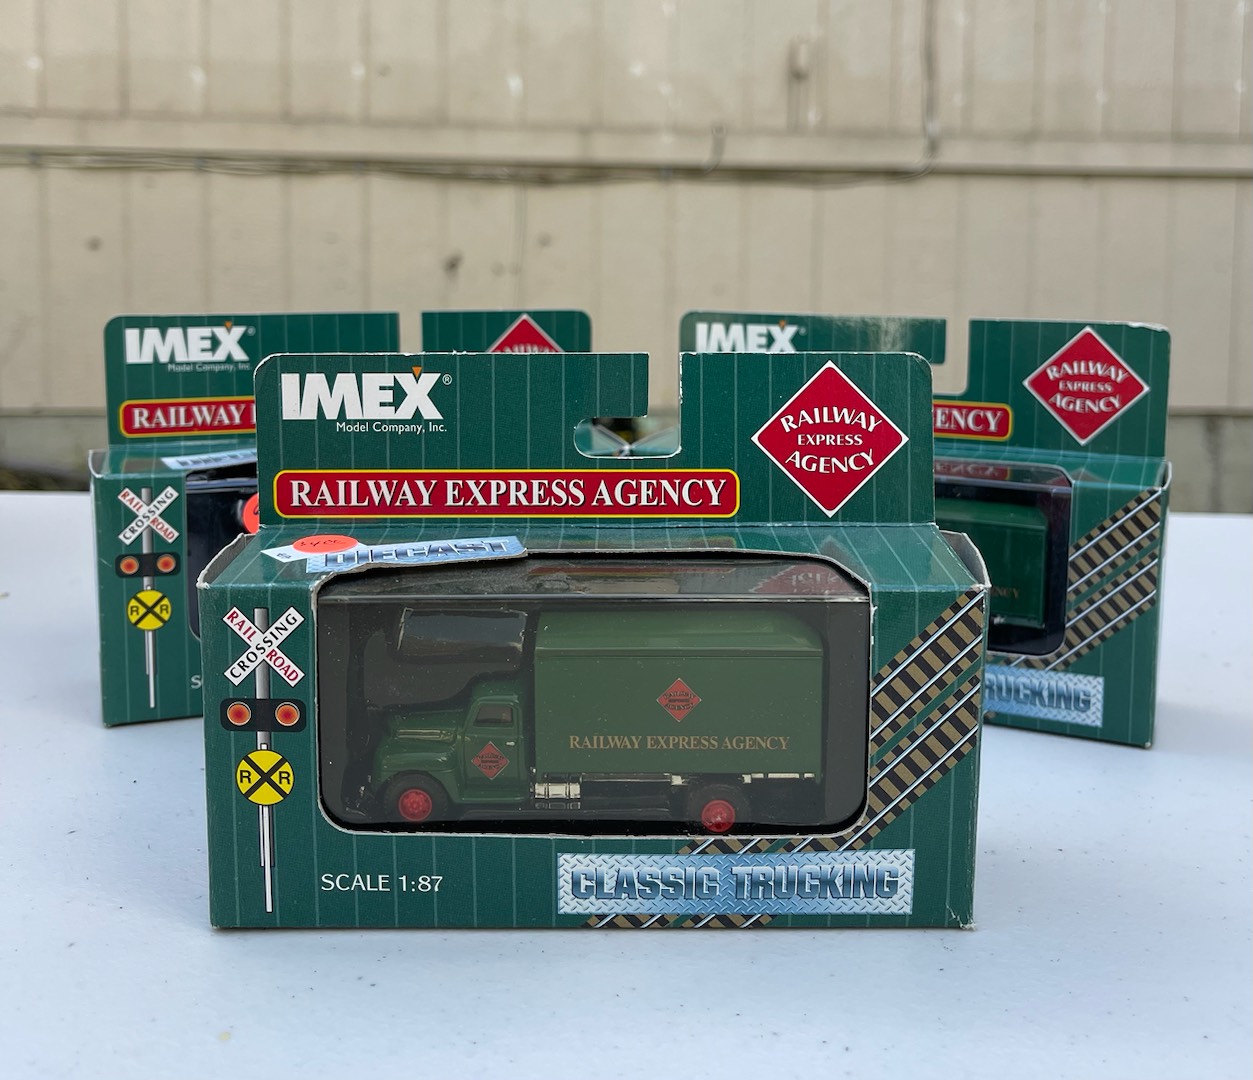 IMEX®
Model Company, Inc.
RAILWAY
IMEX®
ENCY
RAILWAY
EXPRESS
AGENCY
RAIL ROAD
CROSSING
R R
TRUCKING
IMEX®
Model Company, Inc.
RAILWAY EXPRESS AGENCY
RAILWAY
EXPRESS
AGENCY
DIECAST
RAIL ROAD
CROSSING
R R
RAILWAY EXPRESS AGENCY
SCALE 1:87
CLASSIC TRUCKING